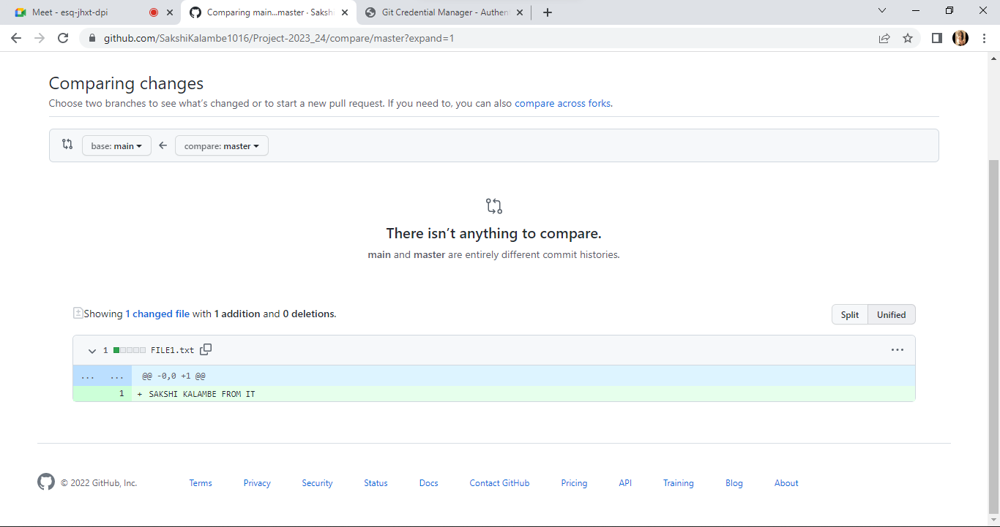 Meet - esq-jhxt-dpi
Comparing main...master · Sakshi
Git Credential Manager - Authent
github.com/SakshiKalambe1016/Project-2023_24/compare/master?expand=1
Comparing changes
Choose two branches to see what's changed or to start a new pull request. If you need to, you can also compare across forks.
base: main
compare: master
There isn't anything to compare.
main and master are entirely different commit histories.
Showing 1 changed file with 1 addition and 0 deletions.
Split Unified
1 FILE1.txt
... ... @@ -0,0 +1 @@
1 + SAKSHI KALAMBE FROM IT
© 2022 GitHub, Inc. Terms Privacy Security Status Docs Contact GitHub Pricing API Training Blog About